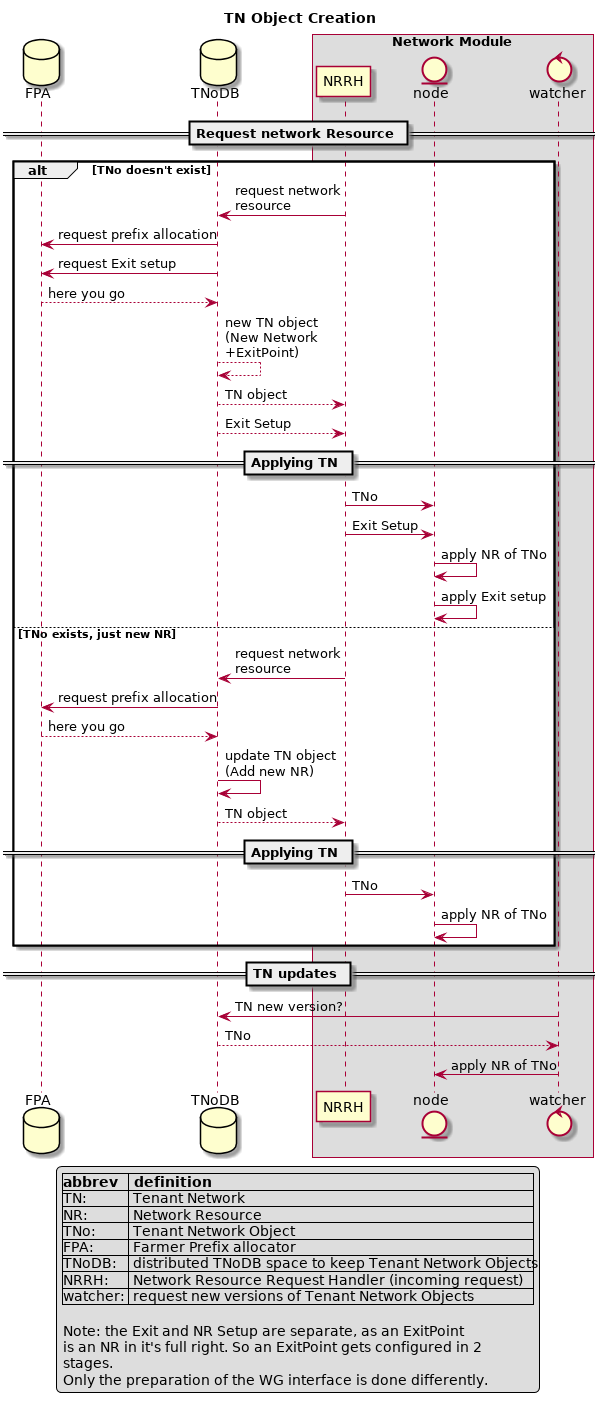 TN Object Creation
Network Module
FPA
TNoDB
NRRH
node
watcher
Request network Resource
alt
[TNo doesn't exist]
request network
resource
request prefix allocation
request Exit setup
here you go
new TN object
(New Network
+ExitPoint)
TN object
Exit Setup
Applying TN
TNo
Exit Setup
apply NR of TNo
apply Exit setup
[TNo exists, just new NR]
request network
resource
request prefix allocation
here you go
update TN object
(Add new NR)
TN object
Applying TN
TNo
apply NR of TNo
TN updates
TN new version?
TNo
apply NR of TNo
FPA
TNoDB
NRRH
node
watcher
abbrev definition
TN: Tenant Network
NR: Network Resource
TNo: Tenant Network Object
FPA: Farmer Prefix allocator
TNoDB: distributed TNoDB space to keep Tenant Network Objects
NRRH: Network Resource Request Handler (incoming request)
watcher: request new versions of Tenant Network Objects
Note: the Exit and NR Setup are separate, as an ExitPoint
is an NR in it's full right. So an ExitPoint gets configured in 2
stages.
Only the preparation of the WG interface is done differently.